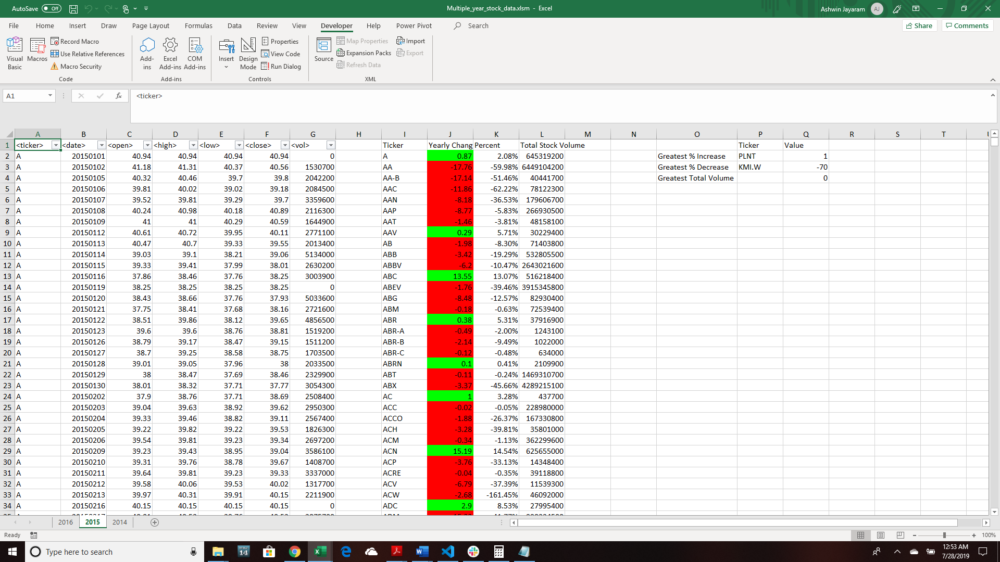 AutoSave Off Multiple_year_stock_data.xlsm - Excel Ashwin Jayaram AJ
File Home Insert Draw Page Layout Formulas Data Review View Developer Help Power Pivot Search Share Comments
Visual Basic Macros Record Macro Use Relative References Macro Security Code
Add-ins Excel Add-ins COM Add-ins Add-ins
Insert Design Mode Properties View Code Run Dialog Controls
Source Map Properties Expansion Packs Refresh Data Import Export XML
A1 fx <ticker>
A B C D E F G H I J K L M N O P Q R S T
1 <ticker> <date> <open> <high> <low> <close> <vol> Ticker Yearly Chang Percent Total Stock Volume Ticker Value
2 A 20150101 40.94 40.94 40.94 40.94 0 A 0.87 2.08% 645319200 Greatest % Increase PLNT 1
3 A 20150102 41.18 41.31 40.37 40.56 1530700 AA -17.76 -59.98% 6449104200 Greatest % Decrease KMI.W -70
4 A 20150105 40.32 40.46 39.7 39.8 2042200 AA-B -17.14 -51.46% 40441700 Greatest Total Volume 0
5 A 20150106 39.81 40.02 39.02 39.18 2084500 AAC -11.86 -62.22% 78122300
6 A 20150107 39.52 39.81 39.29 39.7 3359600 AAN -8.18 -36.53% 179606700
7 A 20150108 40.24 40.98 40.18 40.89 2116300 AAP -8.77 -5.83% 266930500
8 A 20150109 41 41 40.29 40.59 1644900 AAT -1.46 -3.81% 48158100
9 A 20150112 40.61 40.72 39.95 40.11 2771100 AAV 0.29 5.71% 30229400
10 A 20150113 40.47 40.7 39.33 39.55 2013400 AB -1.98 -8.30% 71403800
11 A 20150114 39.03 39.1 38.21 39.06 5134000 ABB -3.42 -19.29% 532805500
12 A 20150115 39.33 39.41 37.99 38.01 2630200 ABBV -6.2 -10.47% 2643021600
13 A 20150116 37.86 38.46 37.76 38.25 3003900 ABC 13.55 13.07% 516218400
14 A 20150119 38.25 38.25 38.25 38.25 0 ABEV -1.76 -39.46% 3915345800
15 A 20150120 38.43 38.66 37.76 37.93 5033600 ABG -8.48 -12.57% 82930400
16 A 20150121 37.75 38.41 37.68 38.16 2721600 ABM -0.18 -0.63% 72539400
17 A 20150122 38.51 39.86 38.12 39.65 4856500 ABR 0.38 5.31% 37916900
18 A 20150123 39.6 39.6 38.76 38.81 1519200 ABR-A -0.49 -2.00% 1243100
19 A 20150126 38.79 39.17 38.47 39.15 1511200 ABR-B -2.14 -9.49% 1022000
20 A 20150127 38.7 39.25 38.58 38.75 1703500 ABR-C -0.12 -0.48% 634000
21 A 20150128 39.01 39.05 37.96 38 2033500 ABRN 0.1 0.41% 2109900
22 A 20150129 38 38.47 37.69 38.46 2329900 ABT -0.11 -0.24% 1469310700
23 A 20150130 38.01 38.32 37.71 37.77 3054300 ABX -3.37 -45.66% 4289215100
24 A 20150202 37.9 38.76 37.71 38.69 2508400 AC 1 3.28% 437700
25 A 20150203 39.04 39.63 38.92 39.62 2950300 ACC -0.02 -0.05% 228980000
26 A 20150204 39.33 39.46 38.82 39.11 2567400 ACCO -1.88 -26.37% 167330800
27 A 20150205 39.22 39.82 39.22 39.53 1826300 ACH -3.28 -39.81% 35801000
28 A 20150206 39.54 39.81 39.23 39.34 2697200 ACM -0.34 -1.13% 362299600
29 A 20150209 39.23 39.43 38.95 39.04 3586100 ACN 15.19 14.54% 625655000
30 A 20150210 39.31 39.76 38.78 39.67 1408700 ACP -3.76 -33.13% 14348400
31 A 20150211 39.64 39.81 39.23 39.33 3337000 ACRE -0.04 -0.35% 39118800
32 A 20150212 39.58 40.06 39.53 40.02 1317700 ACV -6.79 -37.39% 11539300
33 A 20150213 39.97 40.31 39.91 40.15 2211900 ACW -2.68 -161.45% 46092000
34 A 20150216 40.15 40.15 40.15 40.15 0 ADC 2.9 8.53% 27995400
2016 2015 2014
Ready 100%
Type here to search 14 12:53 AM
7/28/2019